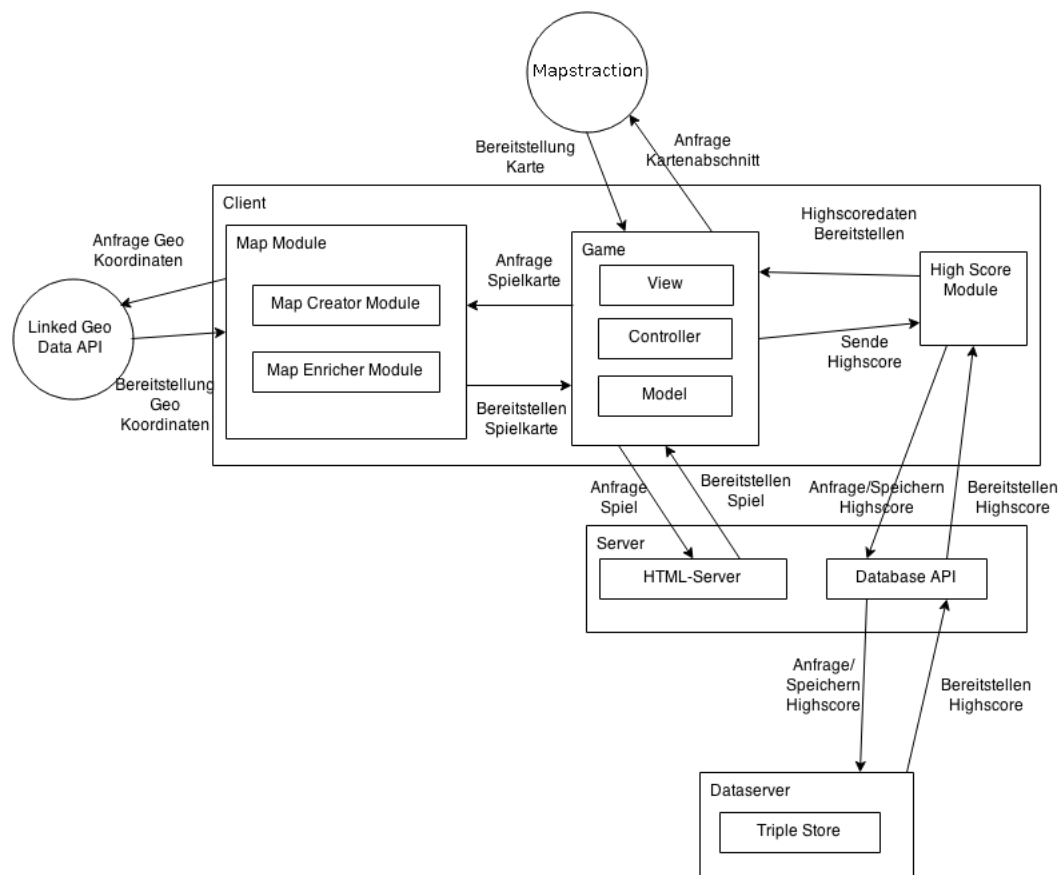 Mapstraction
Bereitstellung
Karte
Anfrage
Kartenabschnitt
Client
Map Module
Map Creator Module
Map Enricher Module
Anfrage Geo
Koordinaten
Linked Geo
Data API
Bereitstellung
Geo
Koordinaten
Anfrage
Spielkarte
Bereitstellen
Spielkarte
Game
View
Controller
Model
Highscoredaten
Bereitstellen
High Score
Module
Sende
Highscore
Anfrage
Spiel
Bereitstellen
Spiel
Anfrage/Speichern
Highscore
Bereitstellen
Highscore
Server
HTML-Server
Database API
Anfrage/
Speichern
Highscore
Bereitstellen
Highscore
Dataserver
Triple Store